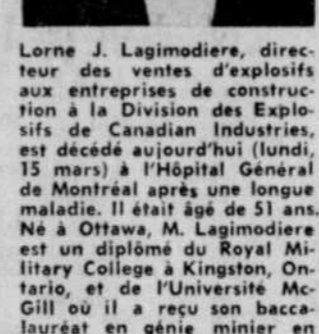 Lorne J. Lagimodiere, direc-
teur des ventes d'explosifs
aux entreprises de construc-
tion à la Division des Explo-
sifs de Canadian Industries,
est décédé aujourd'hui (lundi,
15 mars) à l'Hôpital Général
de Montréal après une longue
maladie. Il était âgé de 51 ans.
Né à Ottawa, M. Lagimodiere
est un diplômé du Royal Mi-
litary College à Kingston, On-
tario, et de l'Université Mc-
Gill où il a reçu son bacca-
lauréat en génie minier en